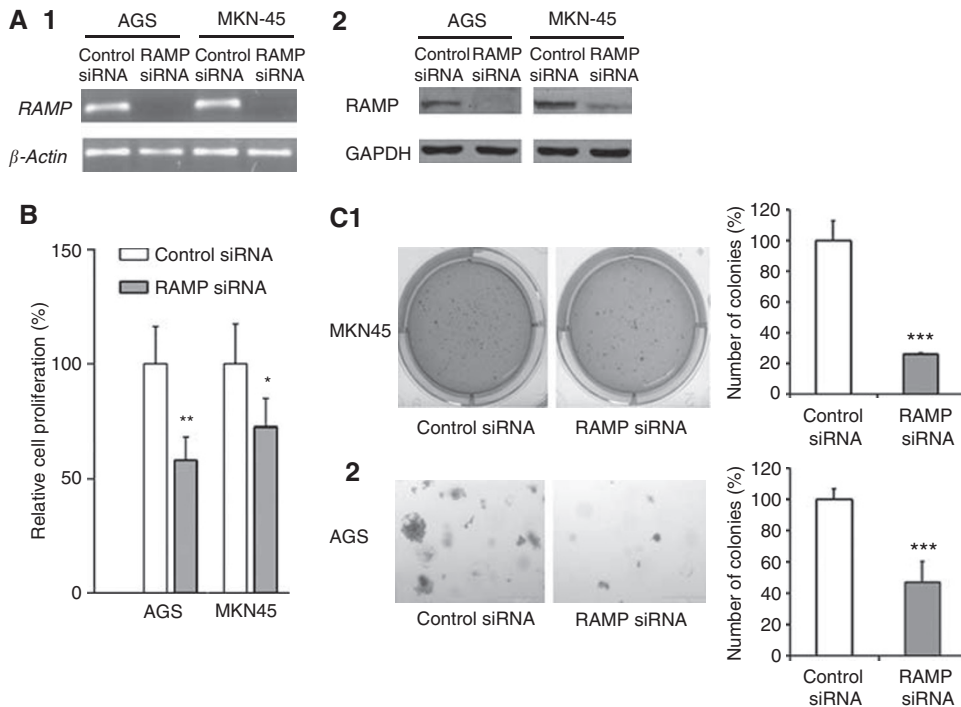 A 1
AGS MKN-45
Control RAMP Control RAMP
siRNA siRNA siRNA siRNA
RAMP
β-Actin
2
AGS MKN-45
Control RAMP Control RAMP
siRNA siRNA siRNA siRNA
RAMP
GAPDH
B
Relative cell proliferation (%)
150
100
50
0
Control siRNA
RAMP siRNA
**
*
AGS MKN45
C1
MKN45
Control siRNA RAMP siRNA
Number of colonies (%)
120
100
80
60
40
20
0
***
Control RAMP
siRNA siRNA
2
AGS
Control siRNA RAMP siRNA
Number of colonies (%)
120
100
80
60
40
20
0
***
Control RAMP
siRNA siRNA